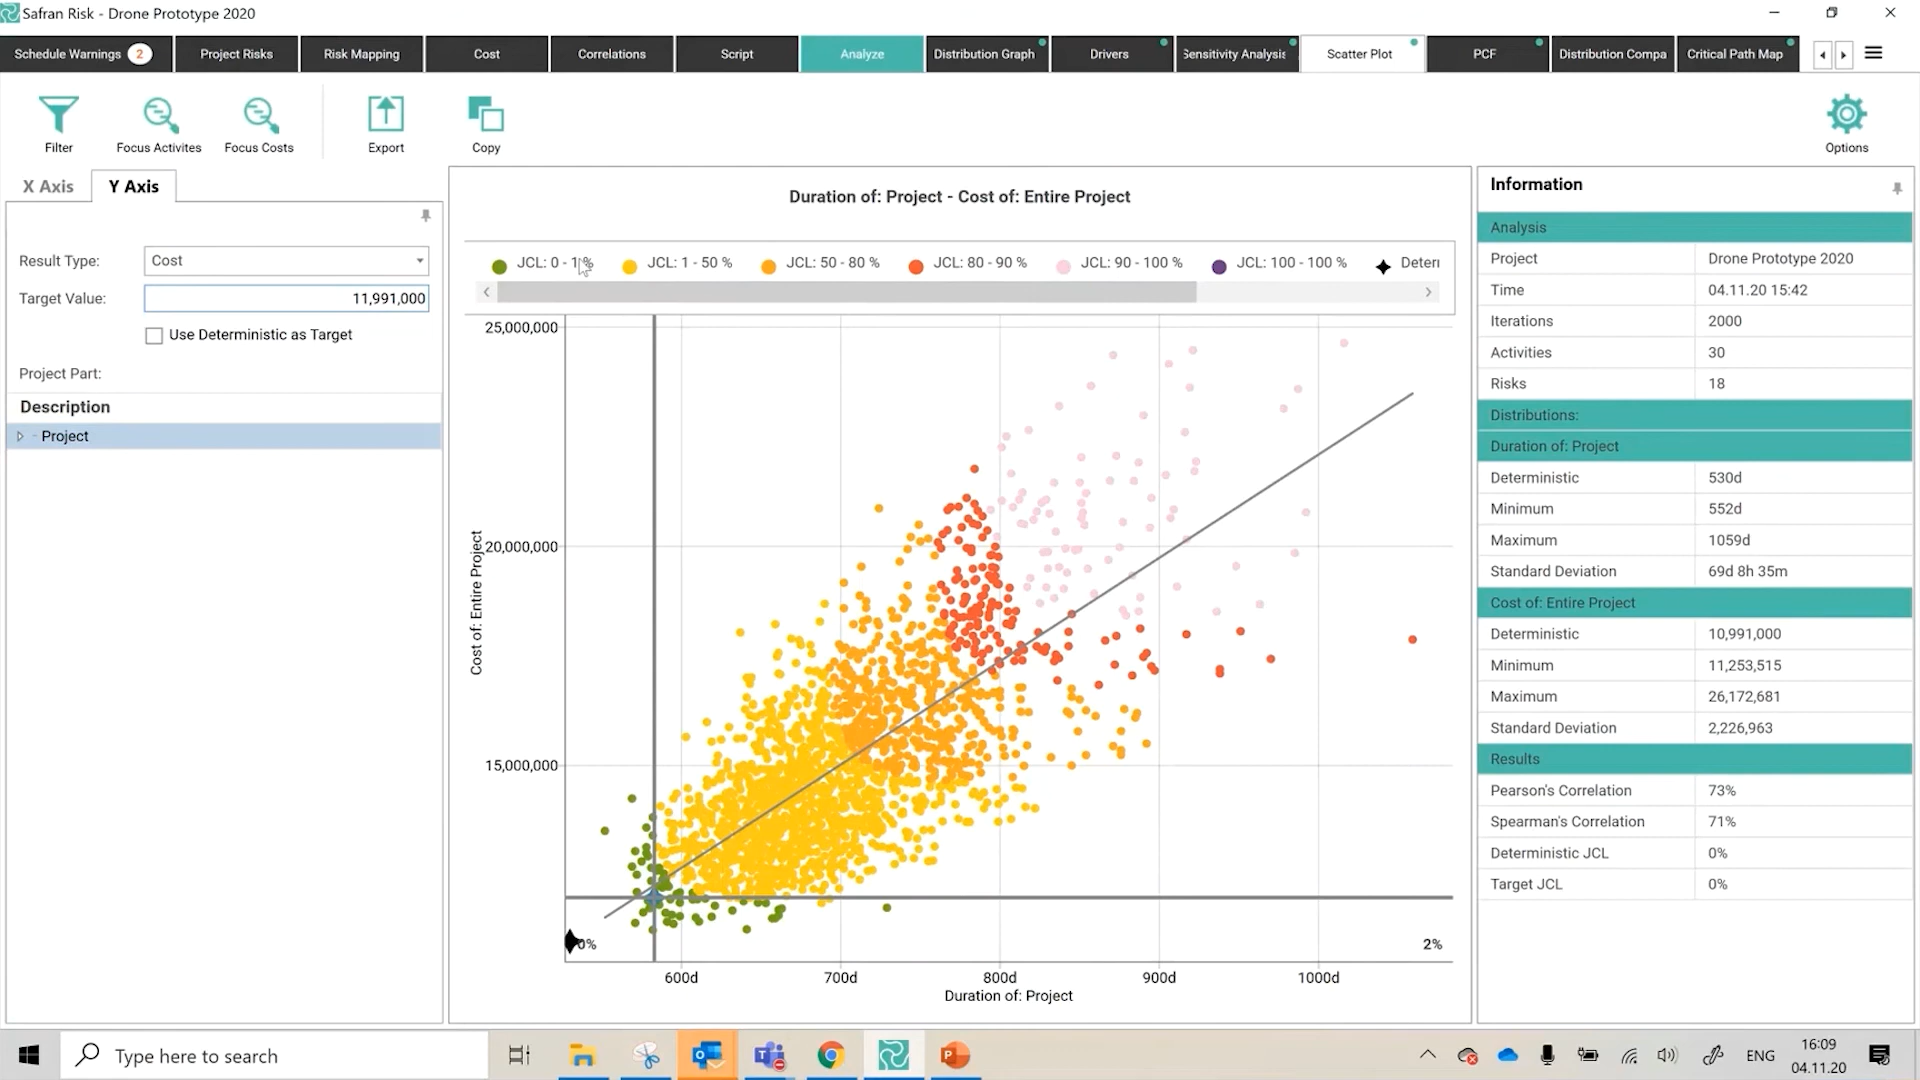 Safran Risk - Drone Prototype 2020
Schedule Warnings 2
Project Risks
Risk Mapping
Cost
Correlations
Script
Analyze
Distribution Graph
Drivers
Sensitivity Analysis
Scatter Plot
PCF
Distribution Compa
Critical Path Map
Filter
Focus Activites
Focus Costs
Export
Copy
Options
X Axis
Y Axis
Result Type: Cost
Target Value: 11,991,000
Use Deterministic as Target
Project Part:
Description
Project
Duration of: Project - Cost of: Entire Project
JCL: 0 - 1 %
JCL: 1 - 50 %
JCL: 50 - 80 %
JCL: 80 - 90 %
JCL: 90 - 100 %
JCL: 100 - 100 %
Deteri
25,000,000
20,000,000
15,000,000
Cost of: Entire Project
0%
2%
600d
700d
800d
900d
1000d
Duration of: Project
Information
Analysis
Project Drone Prototype 2020
Time 04.11.20 15:42
Iterations 2000
Activities 30
Risks 18
Distributions:
Duration of: Project
Deterministic 530d
Minimum 552d
Maximum 1059d
Standard Deviation 69d 8h 35m
Cost of: Entire Project
Deterministic 10,991,000
Minimum 11,253,515
Maximum 26,172,681
Standard Deviation 2,226,963
Results
Pearson's Correlation 73%
Spearman's Correlation 71%
Deterministic JCL 0%
Target JCL 0%
Type here to search
ENG
16:09
04.11.20